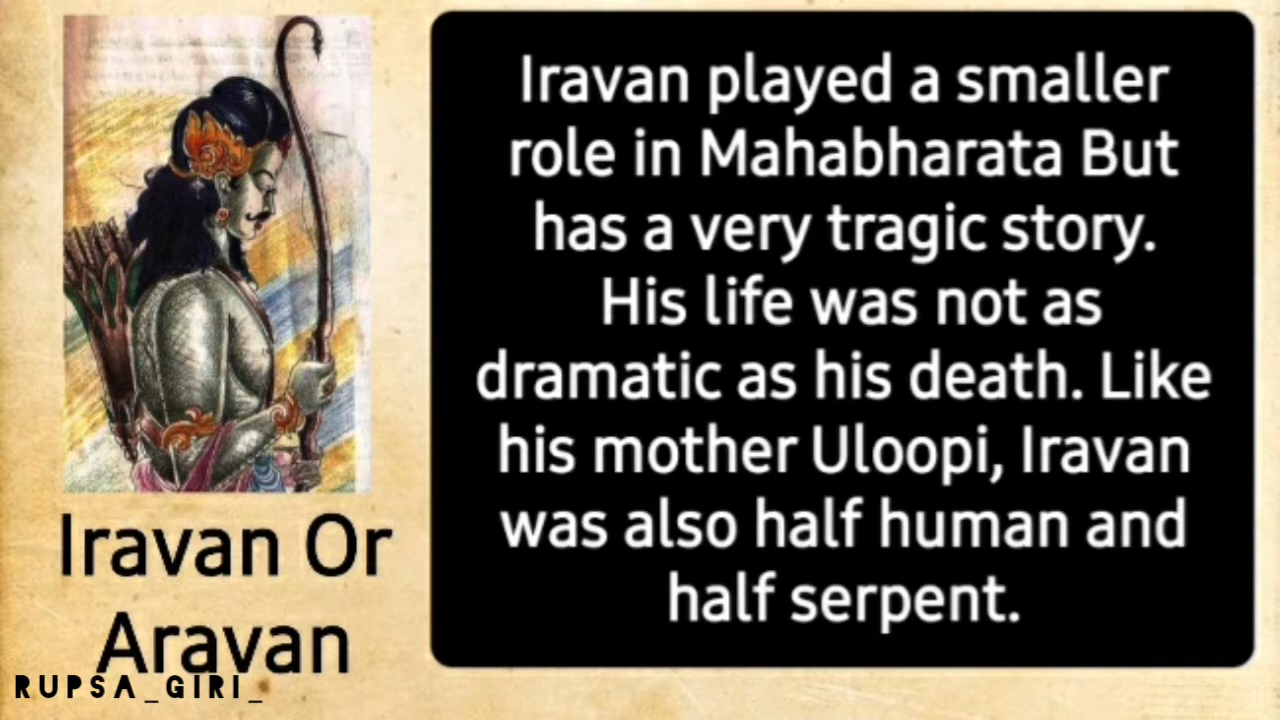 Iravan played a smaller
role in Mahabharata But
has a very tragic story.
His life was not as
dramatic as his death. Like
his mother Uloopi, Iravan
was also half human and
half serpent.
Iravan Or
Aravan
RUPSA_GIRI_